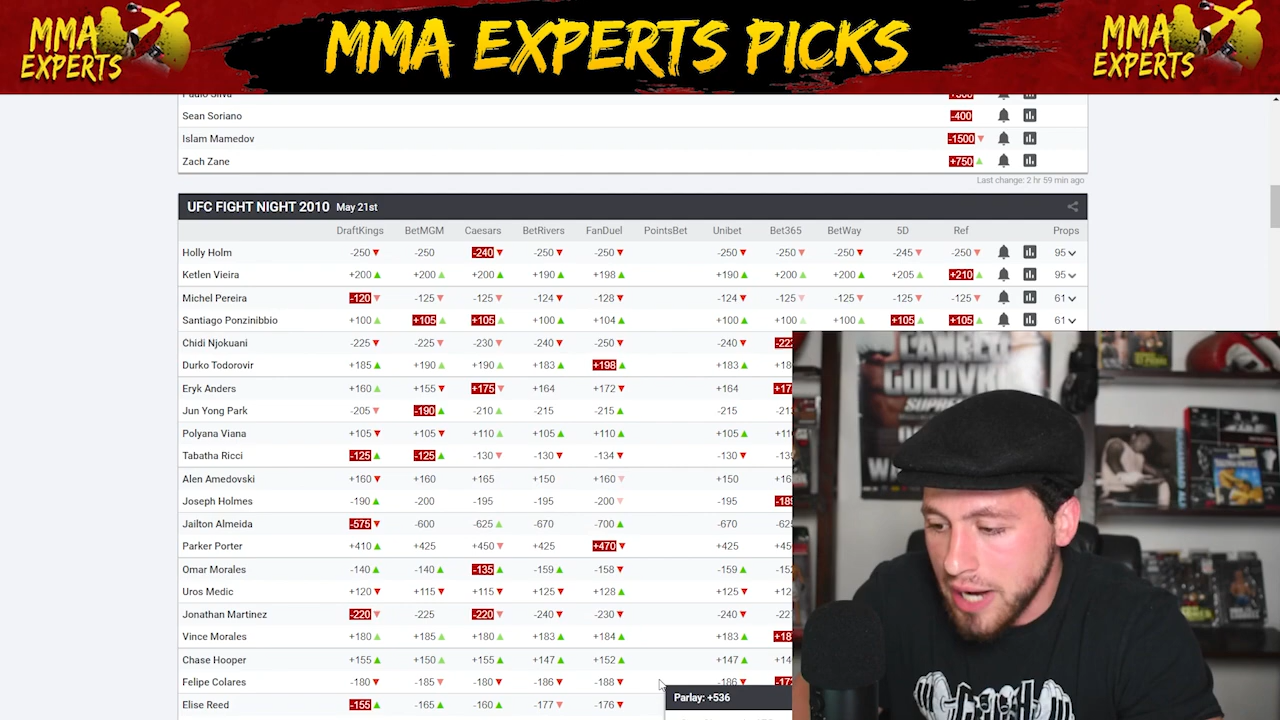 MMA EXPERTS
MMA EXPERTS PICKS
MMA EXPERTS
Sean Soriano -400
Islam Mamedov -1500
Zach Zane +750
Last change: 2 hr 59 min ago
UFC FIGHT NIGHT 2010 May 21st
DraftKings BetMGM Caesars BetRivers FanDuel PointsBet Unibet Bet365 BetWay 5D Ref Props
Holly Holm -250 -250 -240 -250 -250 -250 -250 -250 -245 -250 95
Ketlen Vieira +200 +200 +200 +190 +198 +190 +200 +200 +205 +210 95
Michel Pereira -120 -125 -125 -124 -128 -124 -125 -125 -125 -125 61
Santiago Ponzinibbio +100 +105 +105 +100 +104 +100 +100 +100 +105 +105 61
Chidi Njokuani -225 -225 -230 -240 -250 -240
Durko Todorovir +185 +190 +190 +183 +198 +183
Eryk Anders +160 +155 +175 +164 +172 +164
Jun Yong Park -205 -190 -210 -215 -215 -215
Polyana Viana +105 +105 +110 +105 +110 +105
Tabatha Ricci -125 -125 -130 -130 -134 -130
Alen Amedovski +160 +160 +165 +150 +160 +150
Joseph Holmes -190 -200 -195 -195 -200 -195
Jailton Almeida -575 -600 -625 -670 -700 -670
Parker Porter +410 +425 +450 +425 +470 +425
Omar Morales -140 -140 -135 -159 -158 -159
Uros Medic +120 +115 +115 +125 +128 +125
Jonathan Martinez -220 -225 -220 -240 -230 -240
Vince Morales +180 +185 +180 +183 +184 +183
Chase Hooper +155 +150 +155 +147 +152 +147
Felipe Colares -180 -185 -180 -186 -188 -186
Elise Reed -155 -165 -160 -177 -176
Parlay: +536
CANELO
GOLOVKIN